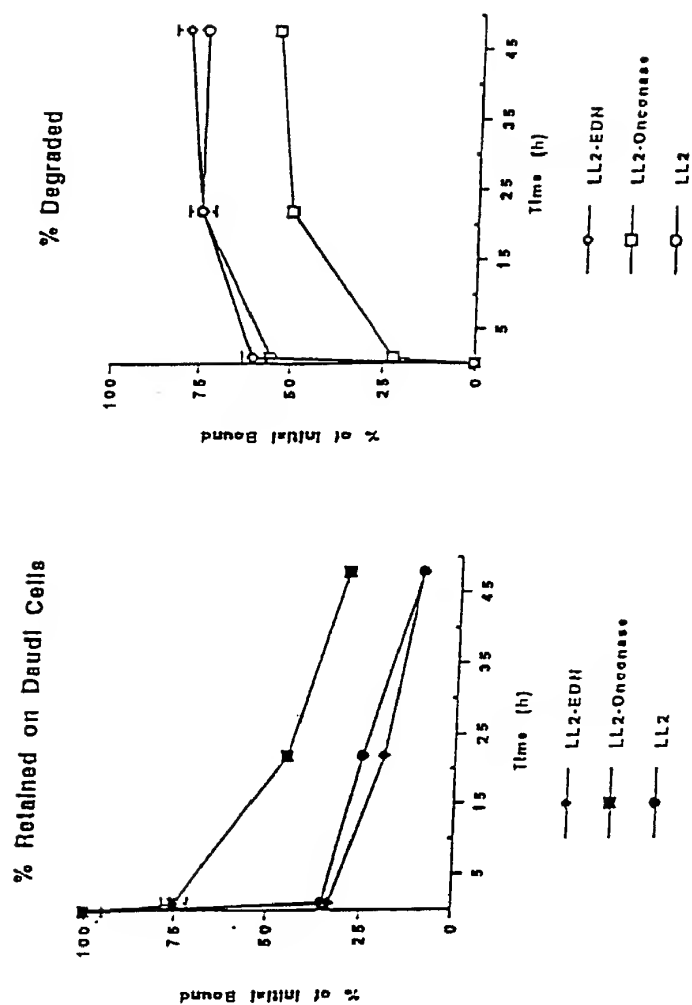 % Degraded
100
75
50
25
0
% of Initial Bound
5
15
25
35
45
Time (h)
LL2-EDN
LL2-Onconase
LL2
% Retained on Daudi Cells
100
75
50
25
0
% of Initial Bound
5
15
25
35
45
Time (h)
LL2-EDN
LL2-Onconase
LL2